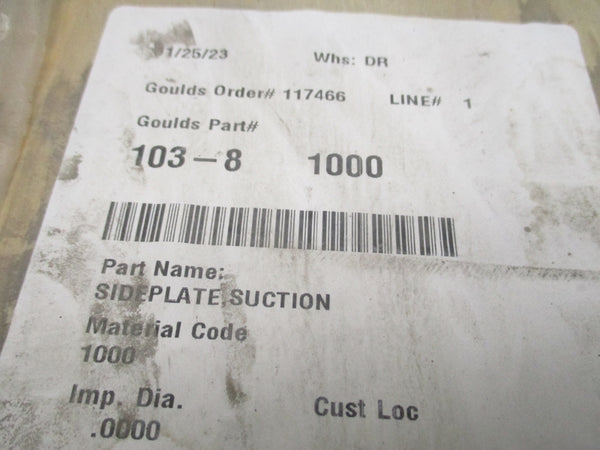 1/25/23 Whs: DR
Goulds Order# 117466 LINE# 1
Goulds Part#
103-8 1000
Part Name:
SIDEPLATE,SUCTION
Material Code
1000
Imp. Dia. Cust Loc
.0000